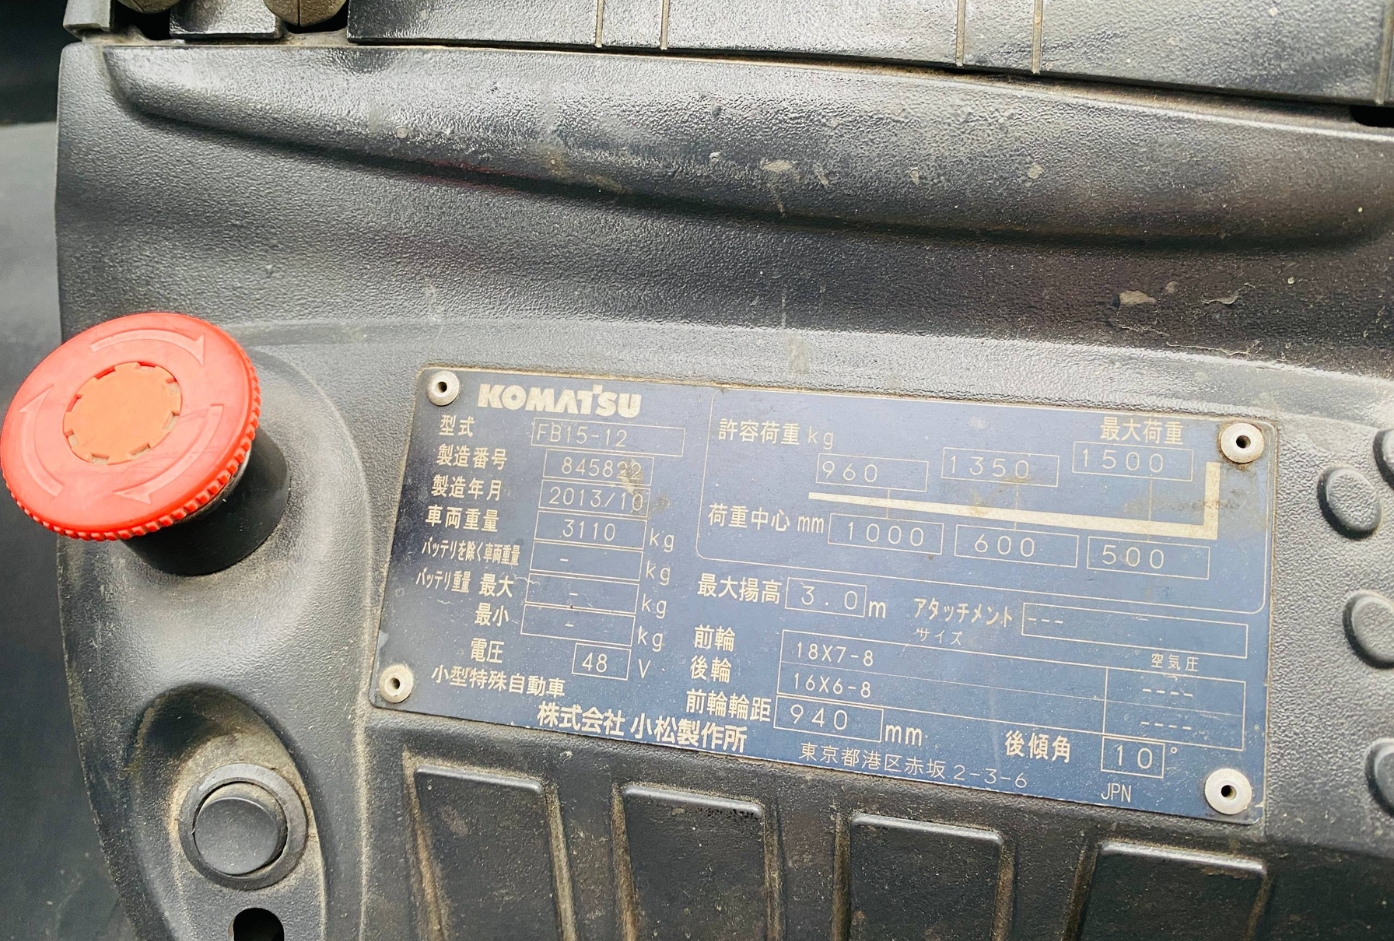 KOMATSU
型式 FB15-12
製造番号 845832
製造年月 2013/10
車両重量 3110 kg
バッテリを除く車両重量 - kg
バッテリ重量 最大 - kg
最小 - kg
電圧 48 V
小型特殊自動車
許容荷重 kg 最大荷重
960 1350 1500
荷重中心 mm 1000 600 500
最大揚高 3.0 m アタッチメント ---
サイズ 空気圧
前輪 18X7-8 ----
後輪 16X6-8 ----
前輪輪距 940 mm 後傾角 10°
株式会社 小松製作所
東京都港区赤坂2-3-6 JPN